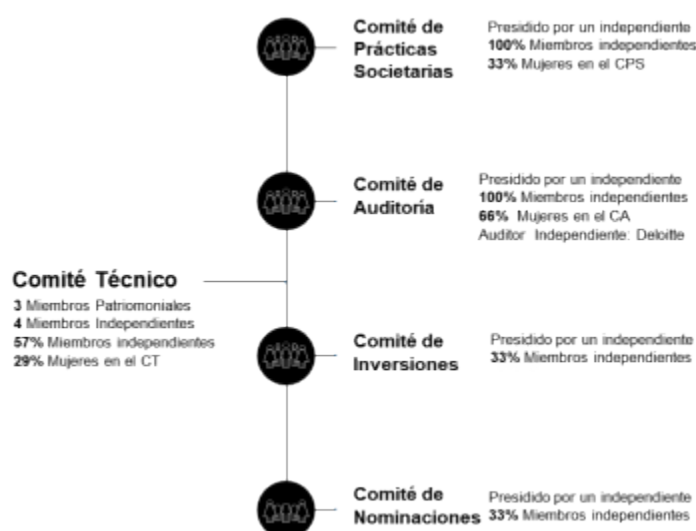 Comité de
Prácticas
Societarias
Presidido por un independiente
100% Miembros independientes
33% Mujeres en el CPS
Comité de
Auditoría
Presidido por un independiente
100% Miembros independientes
66% Mujeres en el CA
Auditor Independiente: Deloitte
Comité Técnico
3 Miembros Patriomoniales
4 Miembros Independientes
57% Miembros independientes
29% Mujeres en el CT
Comité de
Inversiones
Presidido por un independiente
33% Miembros independientes
Comité de
Nominaciones
Presidido por un independiente
33% Miembros independientes